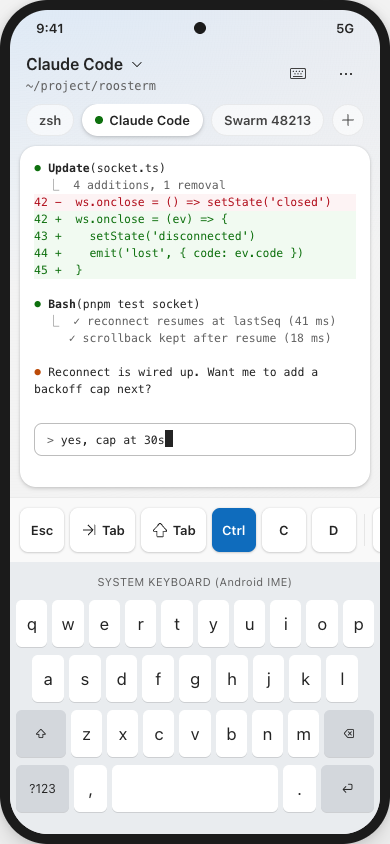 9:41 5G
Claude Code
~/project/roosterm
zsh Claude Code Swarm 48213 +
● Update(socket.ts)
⎿ 4 additions, 1 removal
42 − ws.onclose = () => setState('closed')
42 + ws.onclose = (ev) => {
43 + setState('disconnected')
44 + emit('lost', { code: ev.code })
45 + }
● Bash(pnpm test socket)
⎿ ✓ reconnect resumes at lastSeq (41 ms)
✓ scrollback kept after resume (18 ms)
● Reconnect is wired up. Want me to add a
backoff cap next?
> yes, cap at 30s
Esc Tab Tab Ctrl C D
SYSTEM KEYBOARD (Android IME)
q w e r t y u i o p
a s d f g h j k l
z x c v b n m
?123 , .